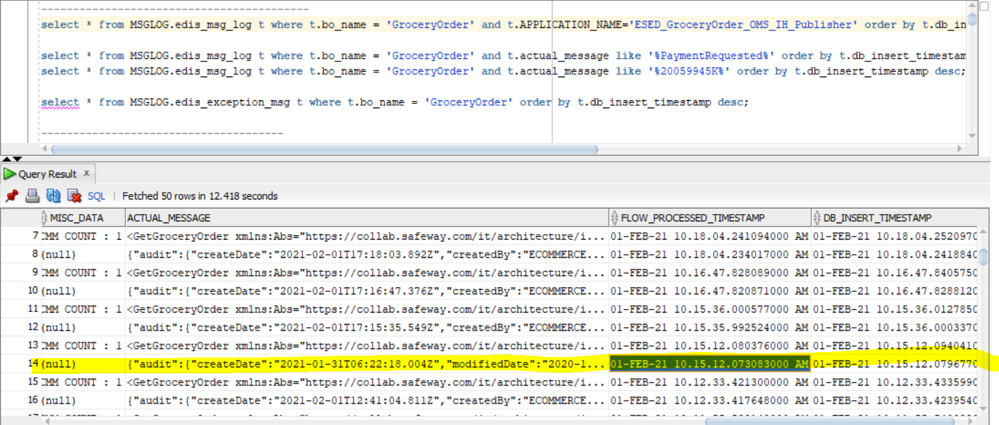 select * from MSGLOG.edis_msg_log t where t.bo_name = 'GroceryOrder' and t.APPLICATION_NAME='ESED_GroceryOrder_OMS_IH_Publisher' order by t.db_in
select * from MSGLOG.edis_msg_log t where t.bo_name = 'GroceryOrder' and t.actual_message like '%PaymentRequested%' order by t.db_insert_timestam
select * from MSGLOG.edis_msg_log t where t.bo_name = 'GroceryOrder' and t.actual_message like '%20059945K%' order by t.db_insert_timestamp desc;
select * from MSGLOG.edis_exception_msg t where t.bo_name = 'GroceryOrder' order by t.db_insert_timestamp desc;
Query Result x
SQL | Fetched 50 rows in 12.418 seconds
MISC_DATA ACTUAL_MESSAGE FLOW_PROCESSED_TIMESTAMP DB_INSERT_TIMESTAMP
7 CMM COUNT : 1 <GetGroceryOrder xmlns:Abs="https://collab.safeway.com/it/architecture/i... 01-FEB-21 10.18.04.241094000 AM 01-FEB-21 10.18.04.2520970
8 (null) {"audit":{"createDate":"2021-02-01T17:18:03.892Z","createdBy":"ECOMMERCE... 01-FEB-21 10.18.04.234017000 AM 01-FEB-21 10.18.04.2418840
9 CMM COUNT : 1 <GetGroceryOrder xmlns:Abs="https://collab.safeway.com/it/architecture/i... 01-FEB-21 10.16.47.828089000 AM 01-FEB-21 10.16.47.8405750
10 (null) {"audit":{"createDate":"2021-02-01T17:16:47.376Z","createdBy":"ECOMMERCE... 01-FEB-21 10.16.47.820871000 AM 01-FEB-21 10.16.47.8288120
11 CMM COUNT : 1 <GetGroceryOrder xmlns:Abs="https://collab.safeway.com/it/architecture/i... 01-FEB-21 10.15.36.000577000 AM 01-FEB-21 10.15.36.0127850
12 (null) {"audit":{"createDate":"2021-02-01T17:15:35.549Z","createdBy":"ECOMMERCE... 01-FEB-21 10.15.35.992524000 AM 01-FEB-21 10.15.36.0003370
13 CMM COUNT : 1 <GetGroceryOrder xmlns:Abs="https://collab.safeway.com/it/architecture/i... 01-FEB-21 10.15.12.080376000 AM 01-FEB-21 10.15.12.0940410
14 (null) {"audit":{"createDate":"2021-01-31T06:22:18.004Z","modifiedDate":"2020-1... 01-FEB-21 10.15.12.073083000 AM 01-FEB-21 10.15.12.0796770
15 CMM COUNT : 1 <GetGroceryOrder xmlns:Abs="https://collab.safeway.com/it/architecture/i... 01-FEB-21 10.12.33.421300000 AM 01-FEB-21 10.12.33.4335990
16 (null) {"audit":{"createDate":"2021-02-01T12:41:04.811Z","createdBy":"ECOMMERCE... 01-FEB-21 10.12.33.417648000 AM 01-FEB-21 10.12.33.4239540